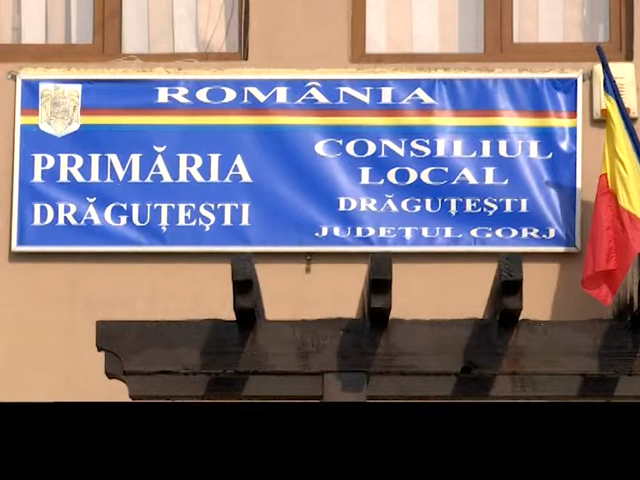 ROMÂNIA
PRIMĂRIA
DRĂGUȚEȘTI
CONSILIUL
LOCAL
DRĂGUȚEȘTI
JUDEȚUL GORJ